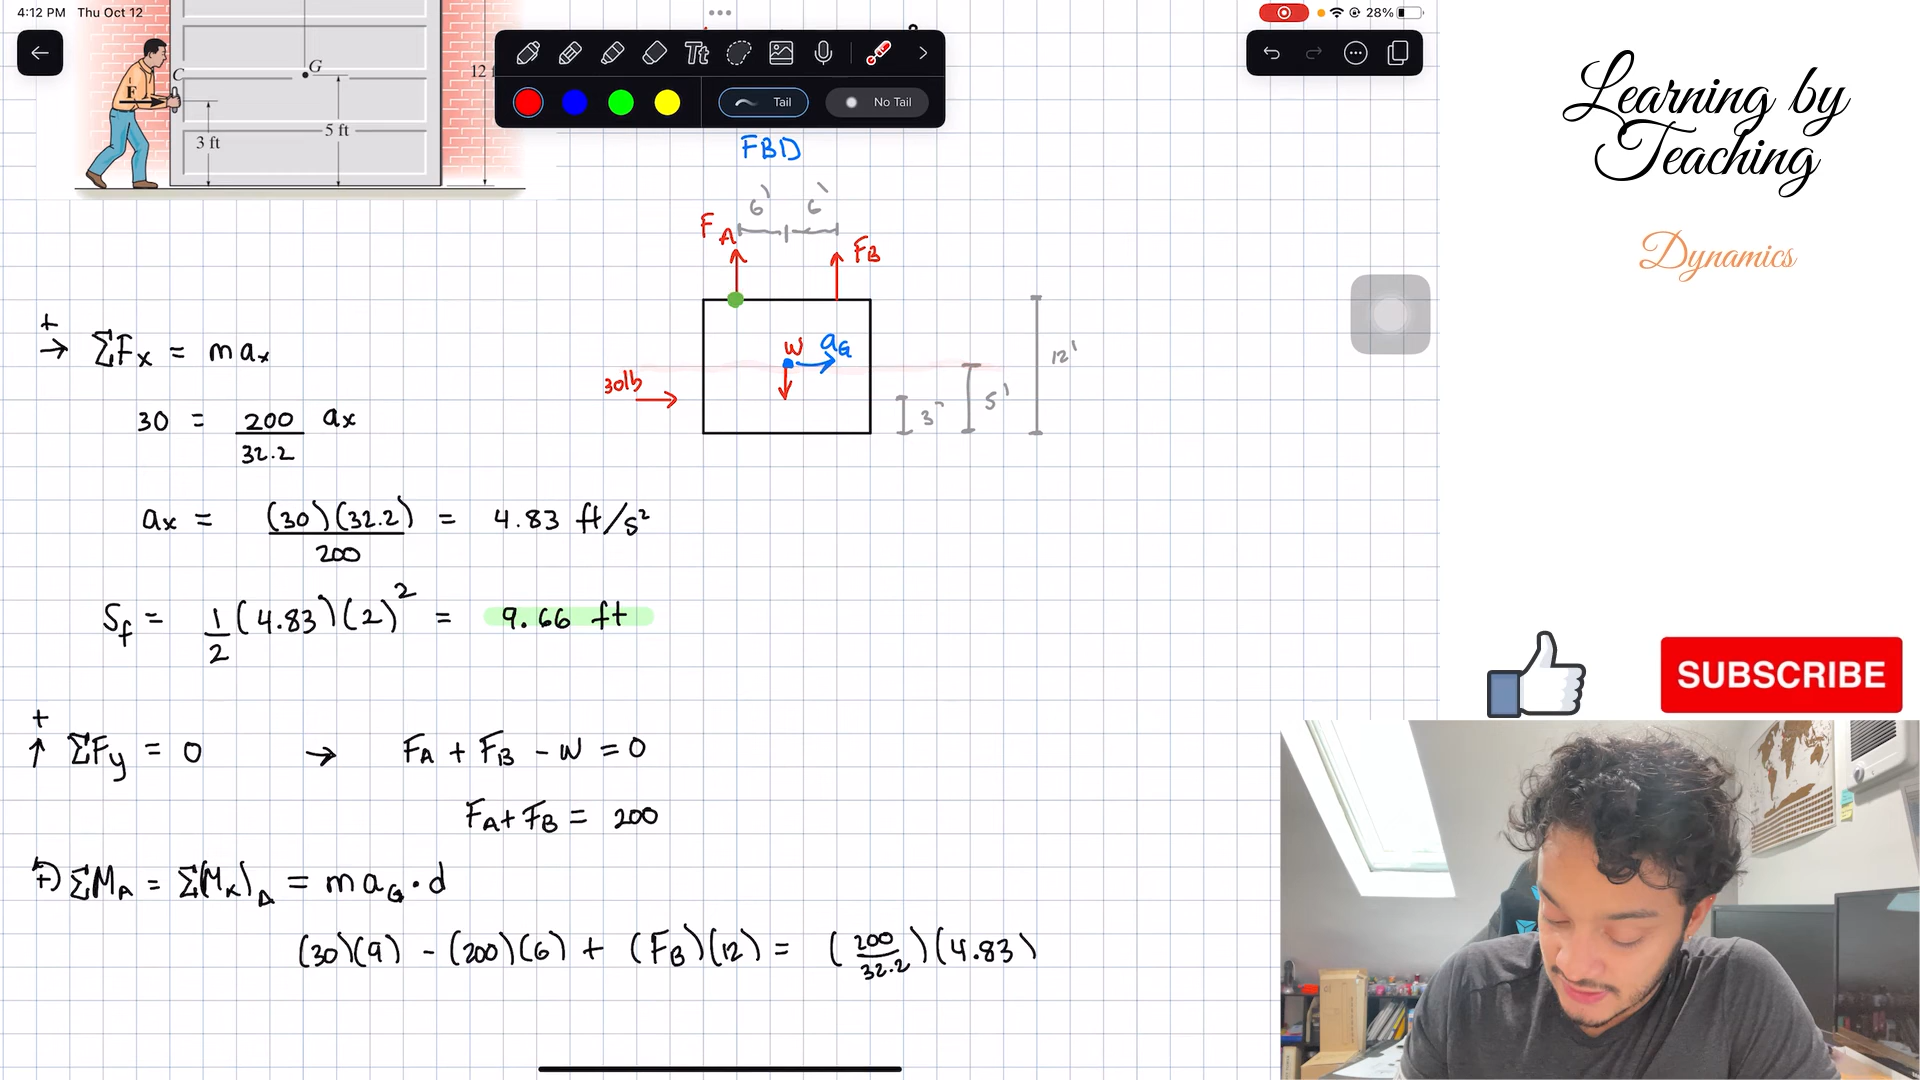 4:12 PM Thu Oct 12
28%
C
G
F
12 f
5 ft
3 ft
Tt
Tail
No Tail
Learning by
Teaching
Dynamics
FBD
6' 6'
FA
FB
W aG
30lb
3'
5'
12'
+→ ΣFx = max
30 = 200/32.2 ax
ax = (30)(32.2)/200 = 4.83 ft/s²
Sf = 1/2 (4.83)(2)² = 9.66 ft
+↑ ΣFy = 0 → FA + FB - W = 0
FA + FB = 200
ΣMA = Σ(Mk)A = maG · d
(30)(9) - (200)(6) + (FB)(12) = (200/32.2)(4.83)
SUBSCRIBE